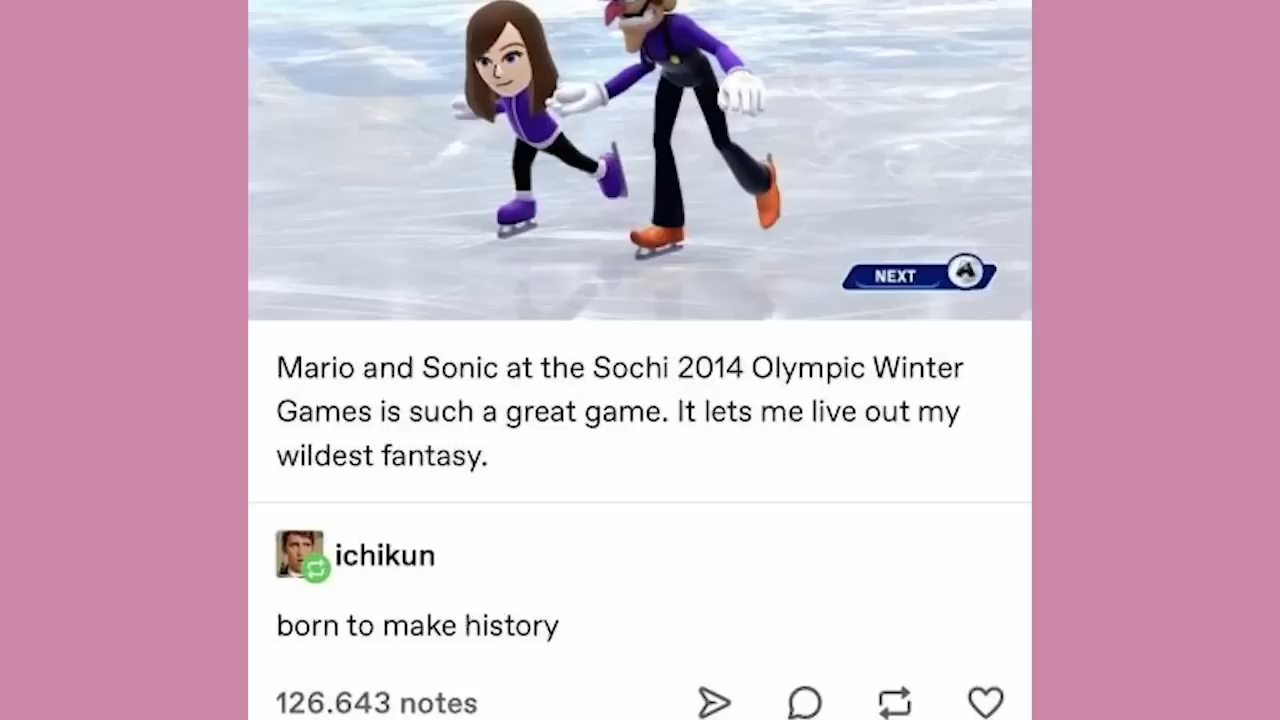 NEXT A
Mario and Sonic at the Sochi 2014 Olympic Winter
Games is such a great game. It lets me live out my
wildest fantasy.
ichikun
born to make history
126.643 notes